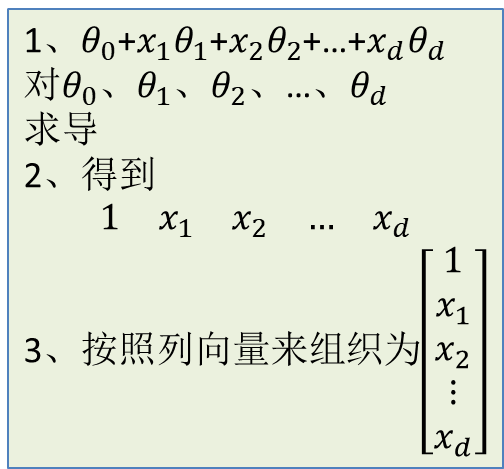 1、θ₀+x₁θ₁+x₂θ₂+...+x_dθ_d
对θ₀、θ₁、θ₂、...、θ_d
求导
2、得到
1 x₁ x₂ ... x_d
3、按照列向量来组织为
1
x₁
x₂
⋮
x_d